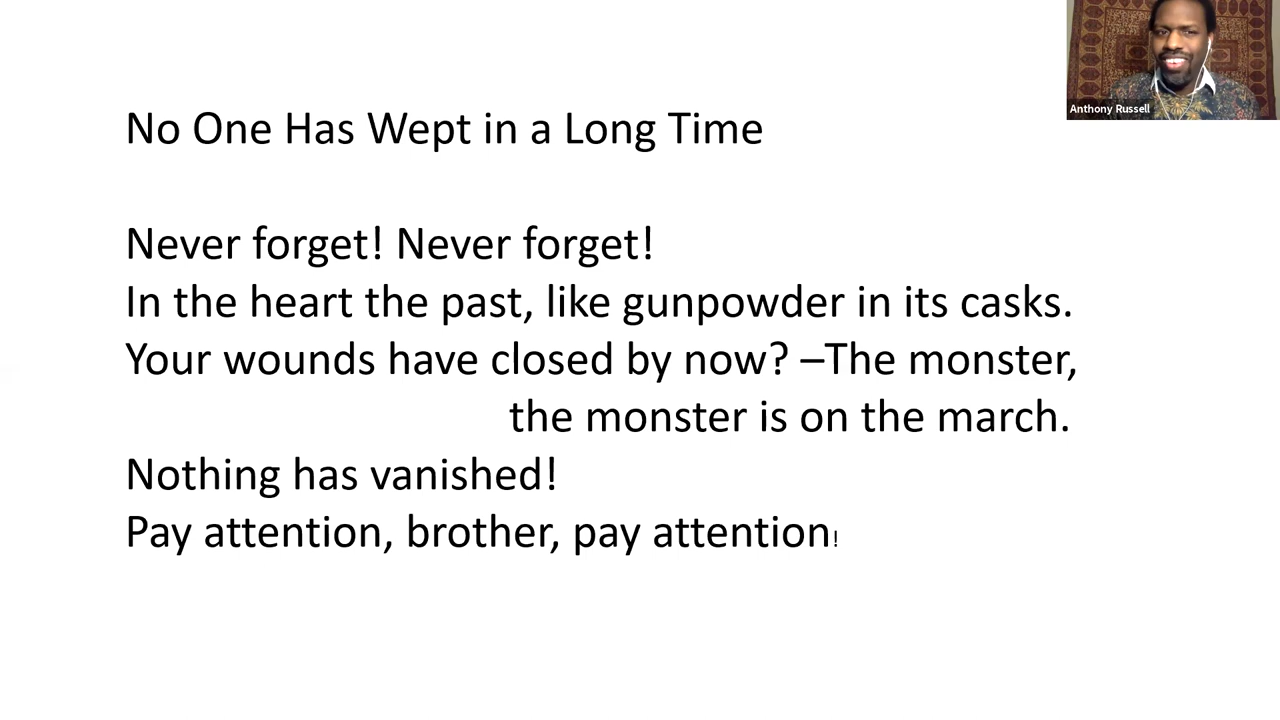 Anthony Russell
No One Has Wept in a Long Time
Never forget! Never forget!
In the heart the past, like gunpowder in its casks.
Your wounds have closed by now? –The monster,
the monster is on the march.
Nothing has vanished!
Pay attention, brother, pay attention!